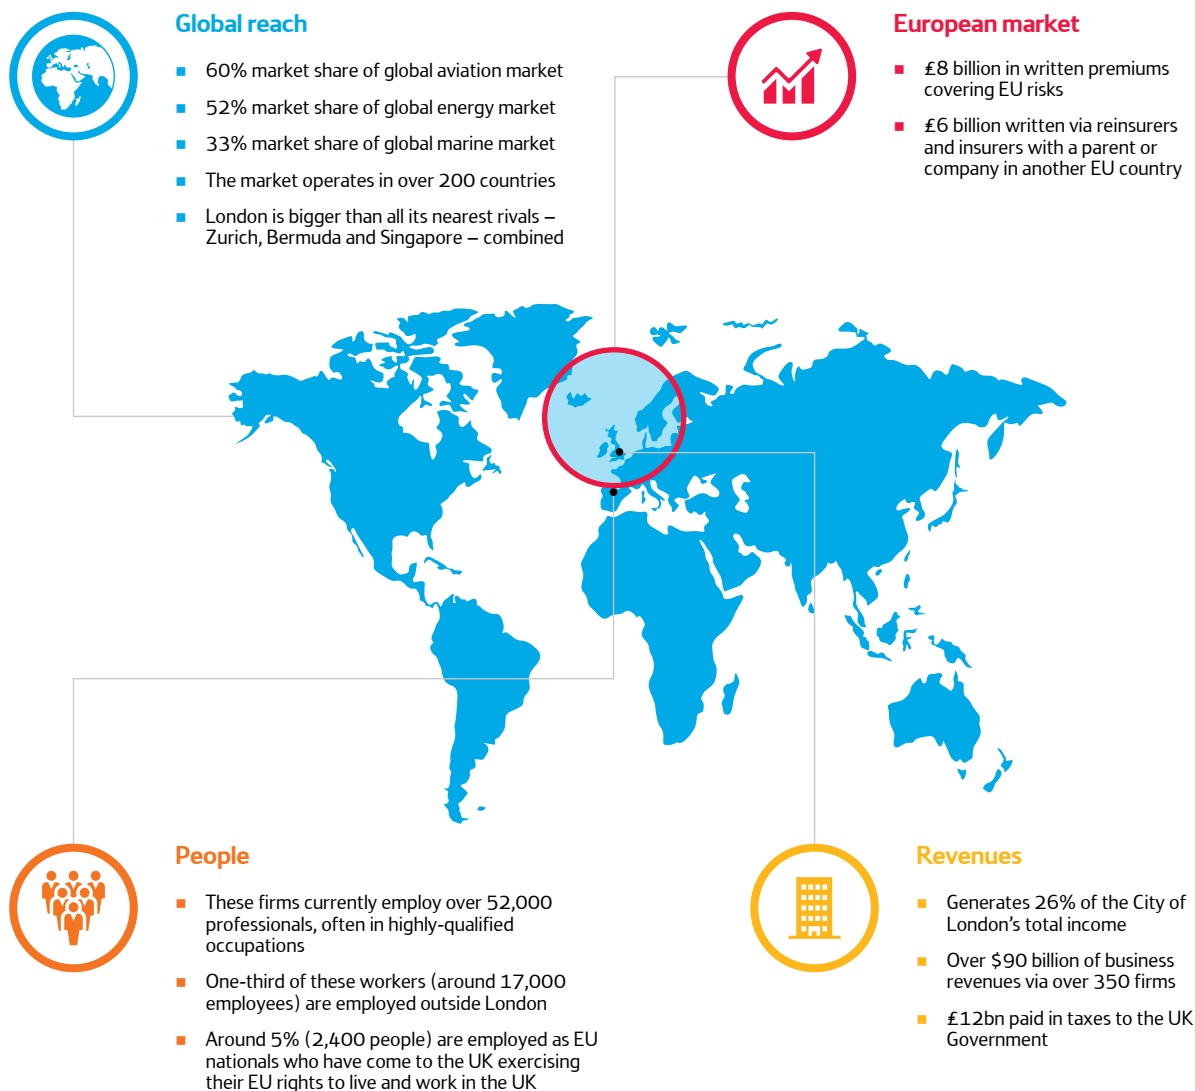 Global reach
60% market share of global aviation market
52% market share of global energy market
33% market share of global marine market
The market operates in over 200 countries
London is bigger than all its nearest rivals –
Zurich, Bermuda and Singapore – combined
European market
£8 billion in written premiums
covering EU risks
£6 billion written via reinsurers
and insurers with a parent or
company in another EU country
People
These firms currently employ over 52,000
professionals, often in highly-qualified
occupations
One-third of these workers (around 17,000
employees) are employed outside London
Around 5% (2,400 people) are employed as EU
nationals who have come to the UK exercising
their EU rights to live and work in the UK
Revenues
Generates 26% of the City of
London’s total income
Over $90 billion of business
revenues via over 350 firms
£12bn paid in taxes to the UK
Government